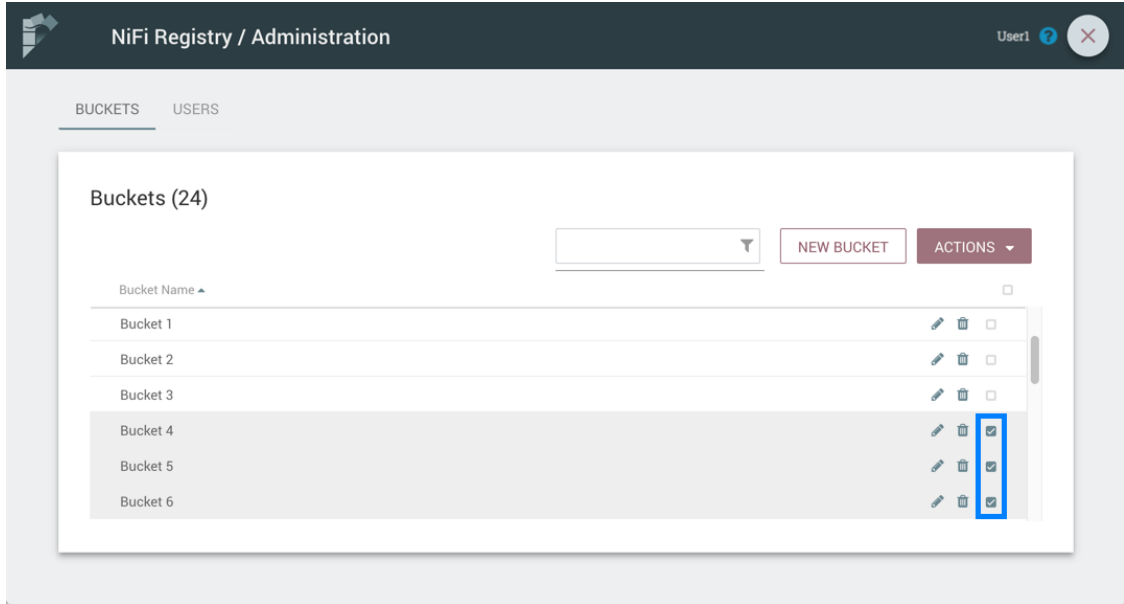 NiFi Registry / Administration
User1
BUCKETS USERS
Buckets (24)
NEW BUCKET ACTIONS
Bucket Name
Bucket 1
Bucket 2
Bucket 3
Bucket 4
Bucket 5
Bucket 6